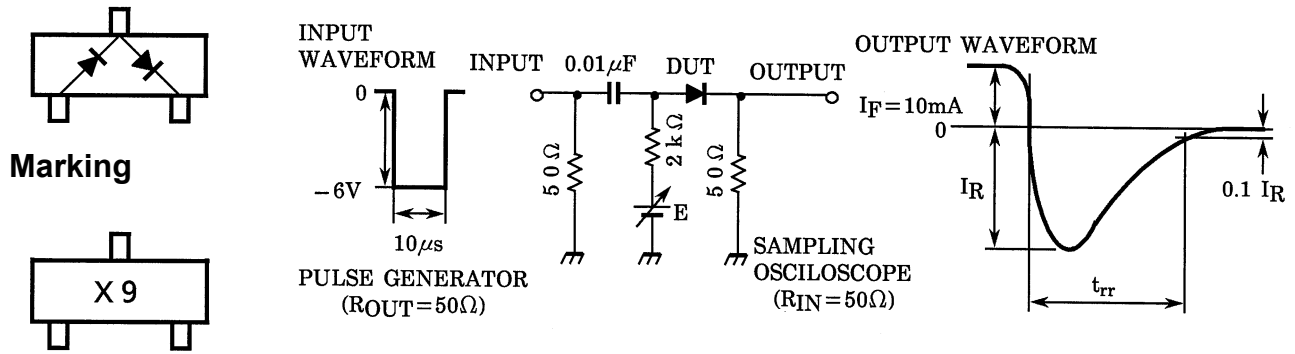 Marking
X 9
INPUT
WAVEFORM
0
−6V
10μs
PULSE GENERATOR
(ROUT=50Ω)
INPUT
0.01μF
DUT
OUTPUT
50Ω
2kΩ
E
50Ω
SAMPLING
OSCILOSCOPE
(RIN=50Ω)
OUTPUT WAVEFORM
IF=10mA
0
IR
0.1 IR
trr